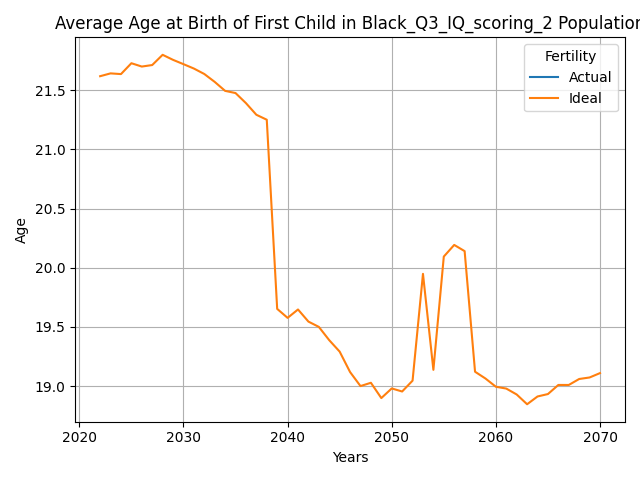 Average Age at Birth of First Child in Black_Q3_IQ_scoring_2 Population
Fertility
Actual
Ideal
21.5
21.0
20.5
20.0
19.5
19.0
Age
2020
2030
2040
2050
2060
2070
Years